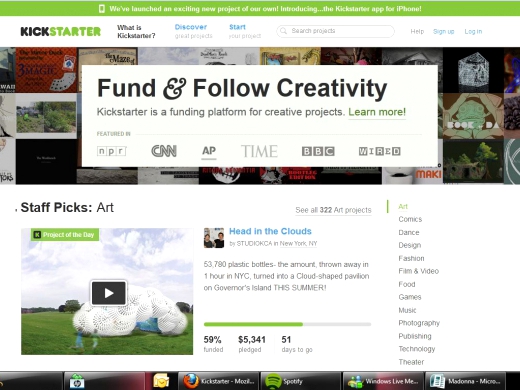 We've launched an exciting new project of our own! Introducing...the Kickstarter app for iPhone!
KICKSTARTER
What is
Kickstarter?
Discover
great projects
Start
your project
Search projects
Help Sign up Log in
Fund & Follow Creativity
Kickstarter is a funding platform for creative projects. Learn more!
FEATURED IN
npr CNN AP TIME BBC WIRED
Staff Picks: Art
See all 322 Art projects
Project of the Day
Head in the Clouds
by STUDIOKCA in New York, NY
53,780 plastic bottles- the amount, thrown away in
1 hour in NYC, turned into a Cloud-shaped pavilion
on Governor's Island THIS SUMMER!
59%
funded
$5,341
pledged
51
days to go
Art
Comics
Dance
Design
Fashion
Film & Video
Food
Games
Music
Photography
Publishing
Technology
Theater
Kickstarter - Mozil...
Spotify
Windows Live Me...
Madonna - Micro...